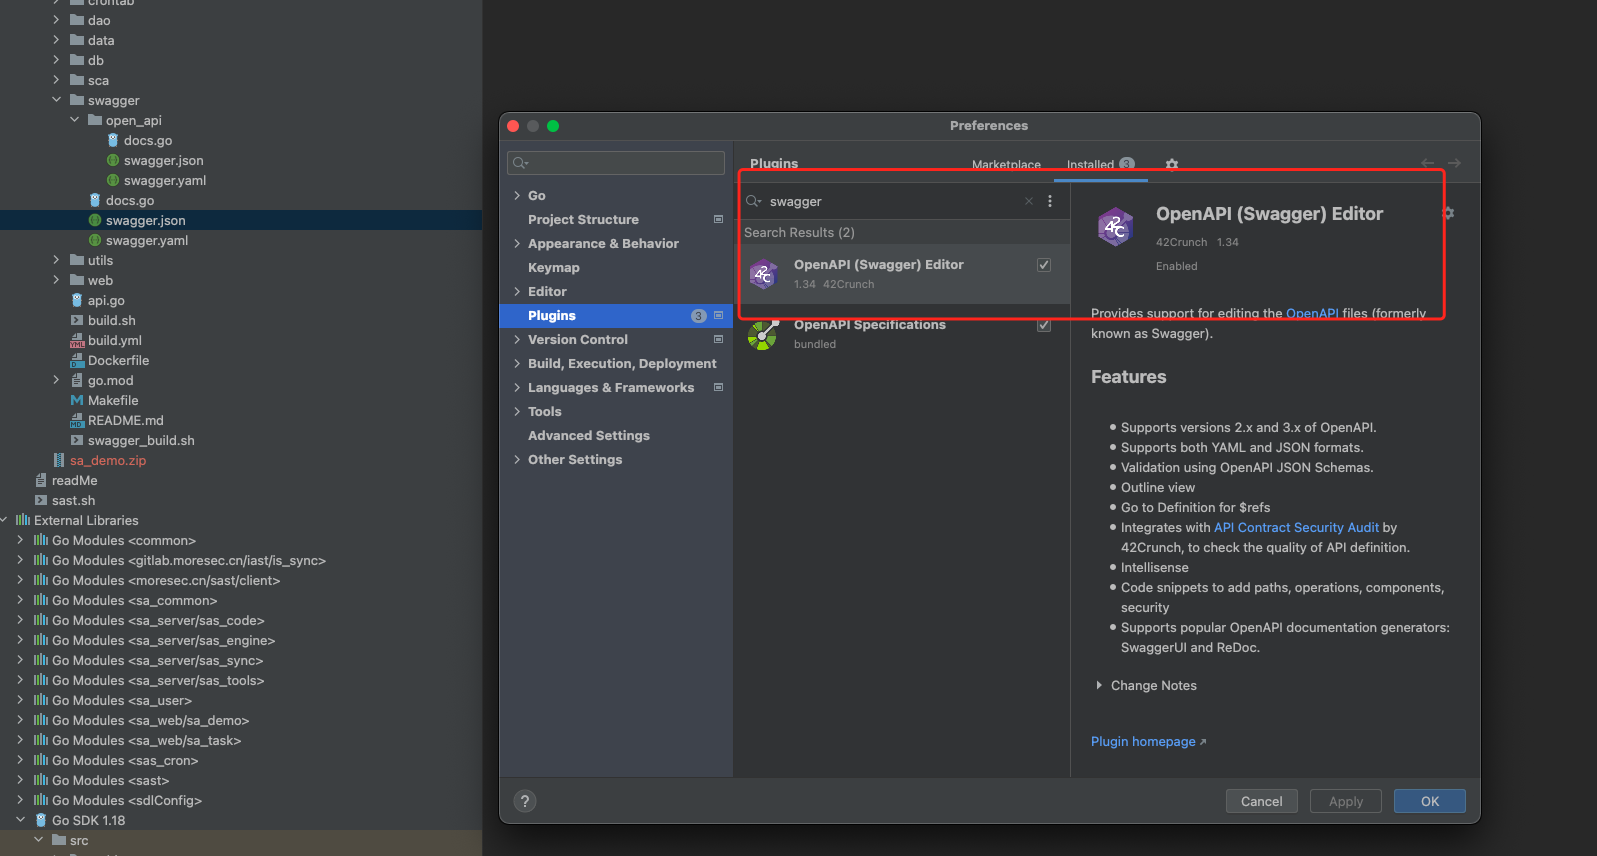 crontab
dao
data
db
sca
swagger
open_api
docs.go
swagger.json
swagger.yaml
docs.go
swagger.json
swagger.yaml
utils
web
api.go
build.sh
build.yml
Dockerfile
go.mod
Makefile
README.md
swagger_build.sh
sa_demo.zip
readMe
sast.sh
External Libraries
Go Modules <common>
Go Modules <gitlab.moresec.cn/iast/is_sync>
Go Modules <moresec.cn/sast/client>
Go Modules <sa_common>
Go Modules <sa_server/sas_code>
Go Modules <sa_server/sas_engine>
Go Modules <sa_server/sas_sync>
Go Modules <sa_server/sas_tools>
Go Modules <sa_user>
Go Modules <sa_web/sa_demo>
Go Modules <sa_web/sa_task>
Go Modules <sas_cron>
Go Modules <sast>
Go Modules <sdlConfig>
Go SDK 1.18
src
Preferences
Go
Project Structure
Appearance & Behavior
Keymap
Editor
Plugins 3
Version Control
Build, Execution, Deployment
Languages & Frameworks
Tools
Advanced Settings
Other Settings
Plugins Marketplace Installed 3
swagger
Search Results (2)
OpenAPI (Swagger) Editor
1.34 42Crunch
OpenAPI Specifications
bundled
OpenAPI (Swagger) Editor
42Crunch 1.34
Enabled
Provides support for editing the OpenAPI files (formerly
known as Swagger).
Features
Supports versions 2.x and 3.x of OpenAPI.
Supports both YAML and JSON formats.
Validation using OpenAPI JSON Schemas.
Outline view
Go to Definition for $refs
Integrates with API Contract Security Audit by
42Crunch, to check the quality of API definition.
Intellisense
Code snippets to add paths, operations, components,
security
Supports popular OpenAPI documentation generators:
SwaggerUI and ReDoc.
Change Notes
Plugin homepage
?
Cancel Apply OK